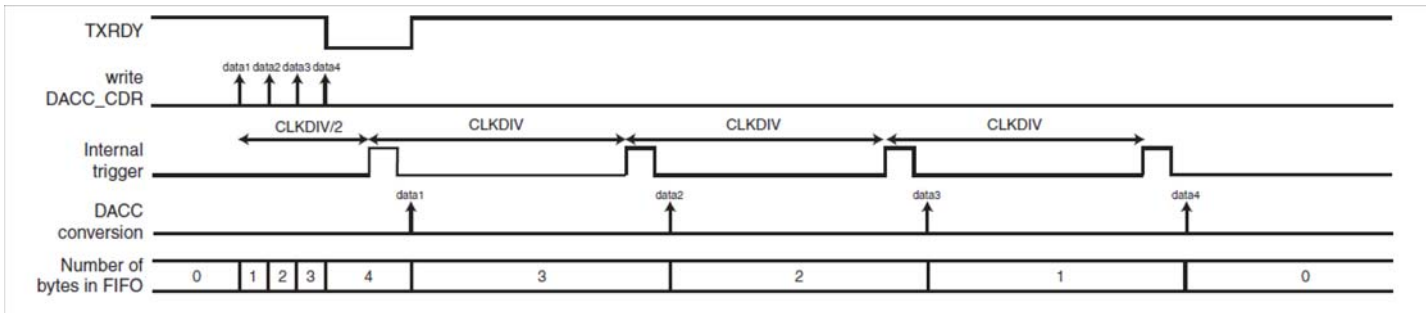 TXRDY
write
DACC_CDR
data1 data2 data3 data4
CLKDIV/2 CLKDIV CLKDIV CLKDIV
Internal
trigger
DACC
conversion
data1 data2 data3 data4
Number of
bytes in FIFO
0 1 2 3 4 3 2 1 0